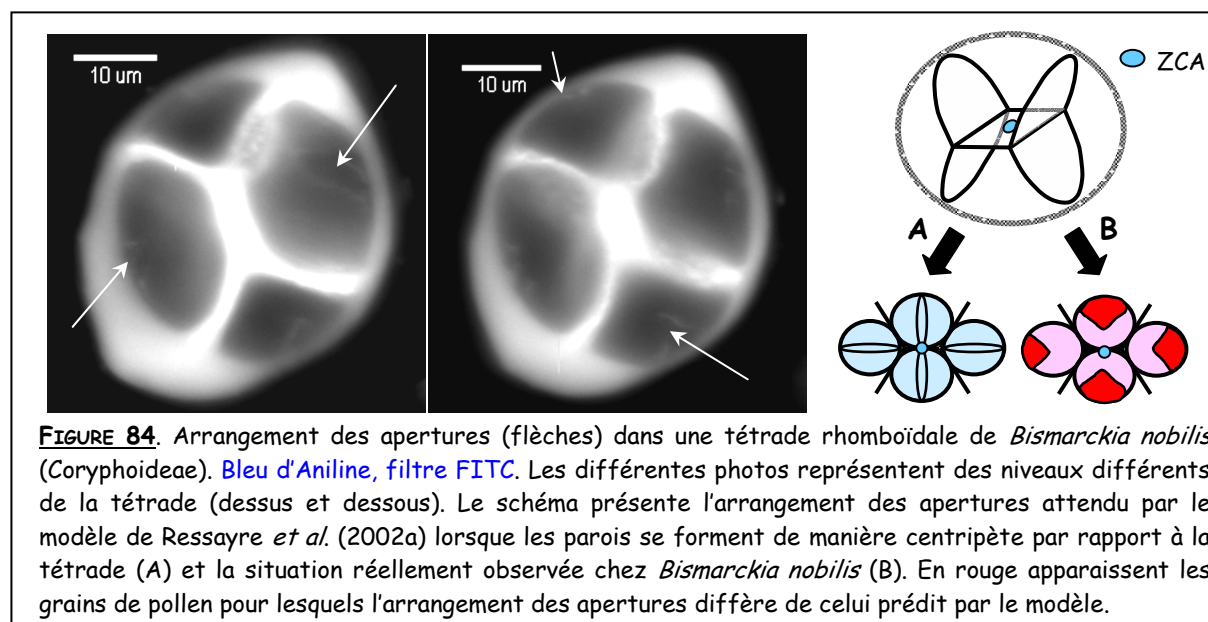 10 um
10 um
ZCA
A
B
FIGURE 84. Arrangement des apertures (flèches) dans une tétrade rhomboïdale de Bismarckia nobilis
(Coryphoideae). Bleu d’Aniline, filtre FITC. Les différentes photos représentent des niveaux différents
de la tétrade (dessus et dessous). Le schéma présente l’arrangement des apertures attendu par le
modèle de Ressayre et al. (2002a) lorsque les parois se forment de manière centripète par rapport à la
tétrade (A) et la situation réellement observée chez Bismarckia nobilis (B). En rouge apparaissent les
grains de pollen pour lesquels l’arrangement des apertures diffère de celui prédit par le modèle.